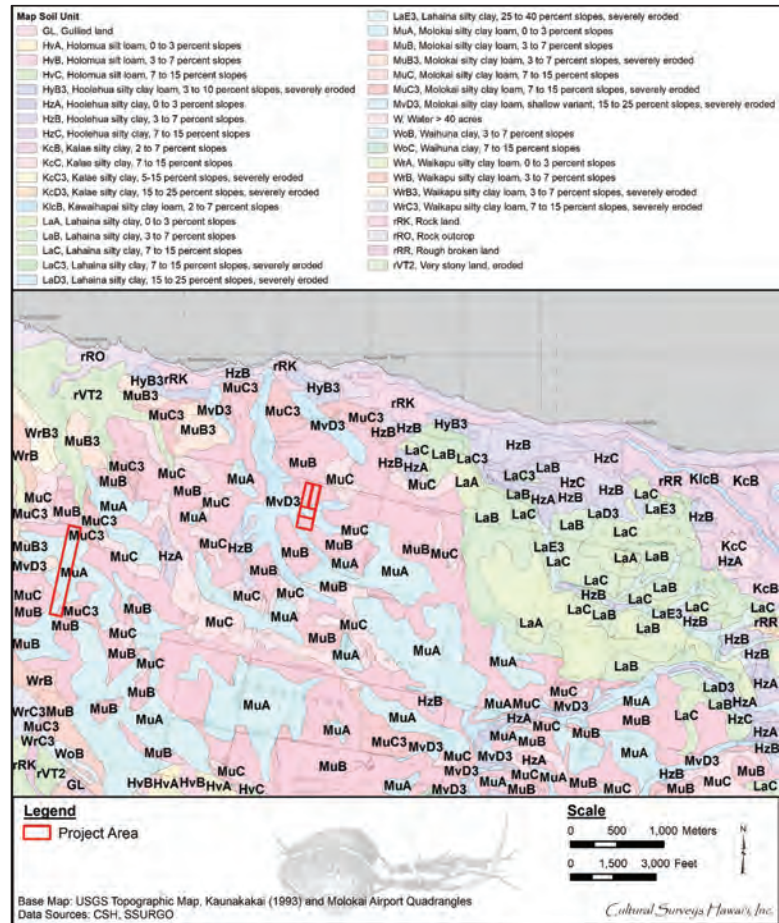 Map Soil Unit
GL, Gullied land
HvA, Holomua silt loam, 0 to 3 percent slopes
HvB, Holomua silt loam, 3 to 7 percent slopes
HvC, Holomua silt loam, 7 to 15 percent slopes
HyB3, Hoolehua silty clay loam, 3 to 10 percent slopes, severely eroded
HzA, Hoolehua silty clay, 0 to 3 percent slopes
HzB, Hoolehua silty clay, 3 to 7 percent slopes
HzC, Hoolehua silty clay, 7 to 15 percent slopes
KcB, Kalae silty clay, 2 to 7 percent slopes
KcC, Kalae silty clay, 7 to 15 percent slopes
KcC3, Kalae silty clay, 5-15 percent slopes, severely eroded
KcD3, Kalae silty clay, 15 to 25 percent slopes, severely eroded
KlcB, Kawaihapai silty clay loam, 2 to 7 percent slopes
LaA, Lahaina silty clay, 0 to 3 percent slopes
LaB, Lahaina silty clay, 3 to 7 percent slopes
LaC, Lahaina silty clay, 7 to 15 percent slopes
LaC3, Lahaina silty clay, 7 to 15 percent slopes, severely eroded
LaD3, Lahaina silty clay, 15 to 25 percent slopes, severely eroded
LaE3, Lahaina silty clay, 25 to 40 percent slopes, severely eroded
MuA, Molokai silty clay loam, 0 to 3 percent slopes
MuB, Molokai silty clay loam, 3 to 7 percent slopes
MuB3, Molokai silty clay loam, 3 to 7 percent slopes, severely eroded
MuC, Molokai silty clay loam, 7 to 15 percent slopes
MuC3, Molokai silty clay loam, 7 to 15 percent slopes, severely eroded
MvD3, Molokai silty clay loam, shallow variant, 15 to 25 percent slopes, severely eroded
W, Water > 40 acres
WoB, Waihuna clay, 3 to 7 percent slopes
WoC, Waihuna clay, 7 to 15 percent slopes
WrA, Waikapu silty clay loam, 0 to 3 percent slopes
WrB, Waikapu silty clay loam, 3 to 7 percent slopes
WrB3, Waikapu silty clay loam, 3 to 7 percent slopes, severely eroded
WrC3, Waikapu silty clay loam, 7 to 15 percent slopes, severely eroded
rRK, Rock land
rRO, Rock outcrop
rRR, Rough broken land
rVT2, Very stony land, eroded
rRO
HyB3 rRK HzB rRK
rVT2 MuB3 MuC3 HyB3
MuC3 MvD3 MuC3 MuC3 rRK
WrB3 MuB3 MuB3 MvD3 HzB HzB HyB3
WrB MuC3 MuC MuA MuB HzB LaC LaB LaC3 HzB HzC
MuC MuB MuB MuC MuC HzA MuC LaA LaC3 LaB HzC rRR KlcB KcB
MuC3 MuB MuA MuC MvD3 LaB HzA HzB HzB LaC
MuC3 MuA LaB LaC LaD3 LaE3 HzB
MuB3 MuC3 MuC HzB MuB MuB LaE3 LaB KcC
MvD3 MuA MuC HzA MuB MuA MuB MuC LaC LaA LaB HzA
MuC MuB MuC MuB MuA LaC LaB KcB
MuB MuC3 MuC MuC HzB LaE3 LaC LaC
MuB MuC MuA LaA LaC LaB HzB rRR
MuB MuB MuA MuA LaB HzB
WrB MuC LaB
MuB MuA HzB MuC LaD3 HzA
WrC3 MuB MuB MuA MuA MuC MvD3 MuA LaB HzA
MuC3 MuA MuC3 HzA MuB LaC HzC
WrC3 MuB MvD3 MuA MuB MuB HzA
WoB MuC MvD3 HzA MuA HzB
rRK rVT2 MuC MuB MvD3 MuC MuA HzB MuC MuB
GL HvB HvA HvB HvA HvC MuA MvD3 MuB MuB MuB LaC
Legend
Project Area
Scale
0 500 1,000 Meters
0 1,500 3,000 Feet
N
Base Map: USGS Topographic Map, Kaunakakai (1993) and Molokai Airport Quadrangles
Data Sources: CSH, SSURGO
Cultural Surveys Hawai'i, Inc.